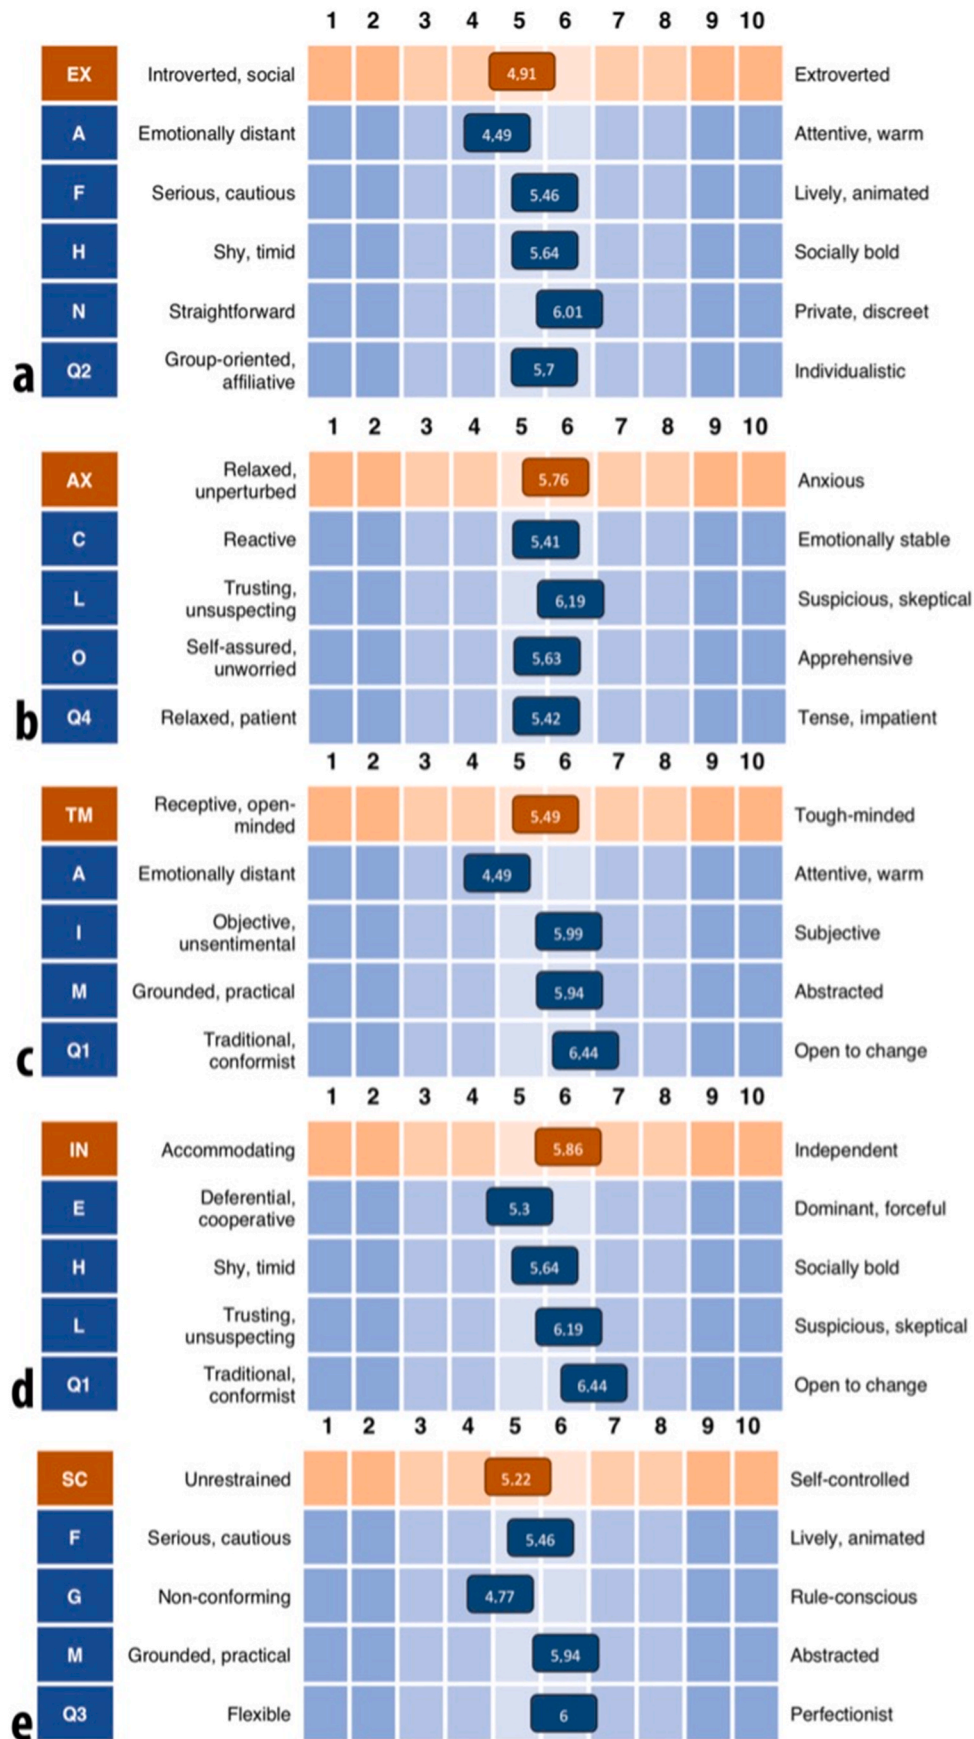 1 2 3 4 5 6 7 8 9 10
EX Introverted, social 4,91 Extroverted
A Emotionally distant 4,49 Attentive, warm
F Serious, cautious 5,46 Lively, animated
H Shy, timid 5,64 Socially bold
N Straightforward 6,01 Private, discreet
a Q2 Group-oriented,
affiliative 5,7 Individualistic
1 2 3 4 5 6 7 8 9 10
AX Relaxed,
unperturbed 5,76 Anxious
C Reactive 5,41 Emotionally stable
L Trusting,
unsuspecting 6,19 Suspicious, skeptical
O Self-assured,
unworried 5,63 Apprehensive
b Q4 Relaxed, patient 5,42 Tense, impatient
1 2 3 4 5 6 7 8 9 10
TM Receptive, open-
minded 5,49 Tough-minded
A Emotionally distant 4,49 Attentive, warm
I Objective,
unsentimental 5,99 Subjective
M Grounded, practical 5,94 Abstracted
c Q1 Traditional,
conformist 6,44 Open to change
1 2 3 4 5 6 7 8 9 10
IN Accommodating 5,86 Independent
E Deferential,
cooperative 5,3 Dominant, forceful
H Shy, timid 5,64 Socially bold
L Trusting,
unsuspecting 6,19 Suspicious, skeptical
d Q1 Traditional,
conformist 6,44 Open to change
1 2 3 4 5 6 7 8 9 10
SC Unrestrained 5,22 Self-controlled
F Serious, cautious 5,46 Lively, animated
G Non-conforming 4,77 Rule-conscious
M Grounded, practical 5,94 Abstracted
e Q3 Flexible 6 Perfectionist